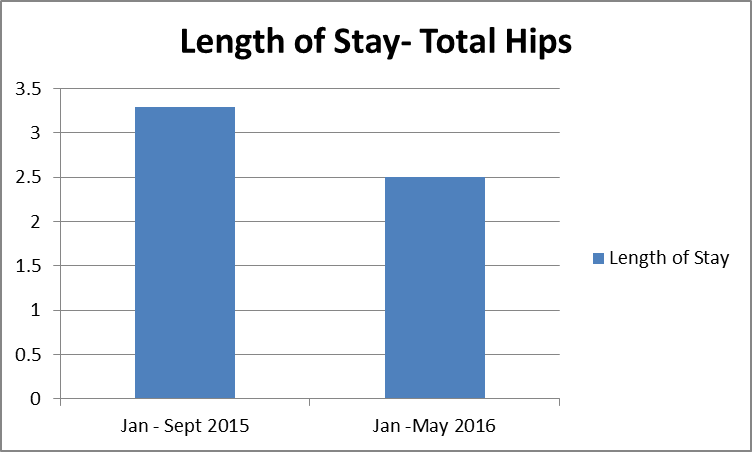 Length of Stay- Total Hips
3.5
3
2.5
2
1.5
1
0.5
0
Jan - Sept 2015
Jan -May 2016
Length of Stay